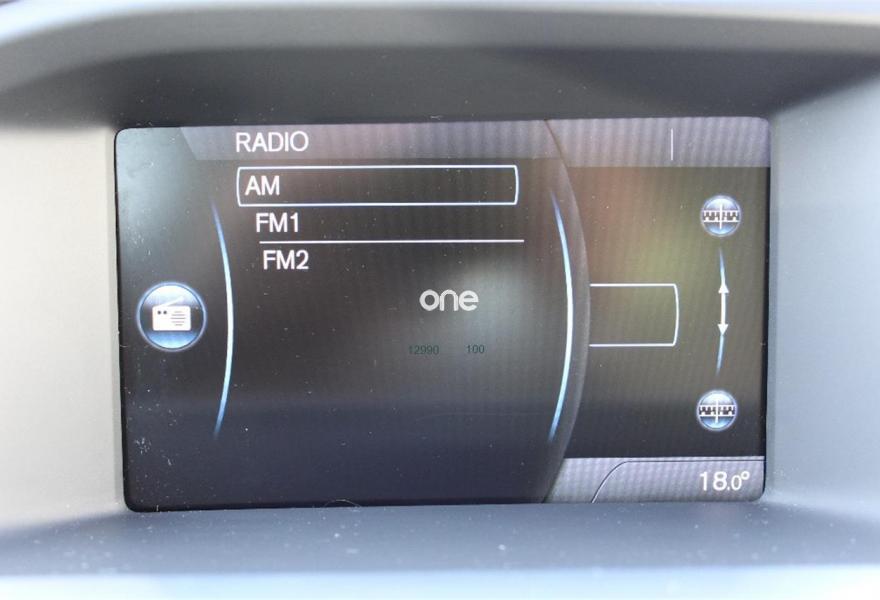 RADIO
AM
FM1
FM2
one
12990 100
18.0°